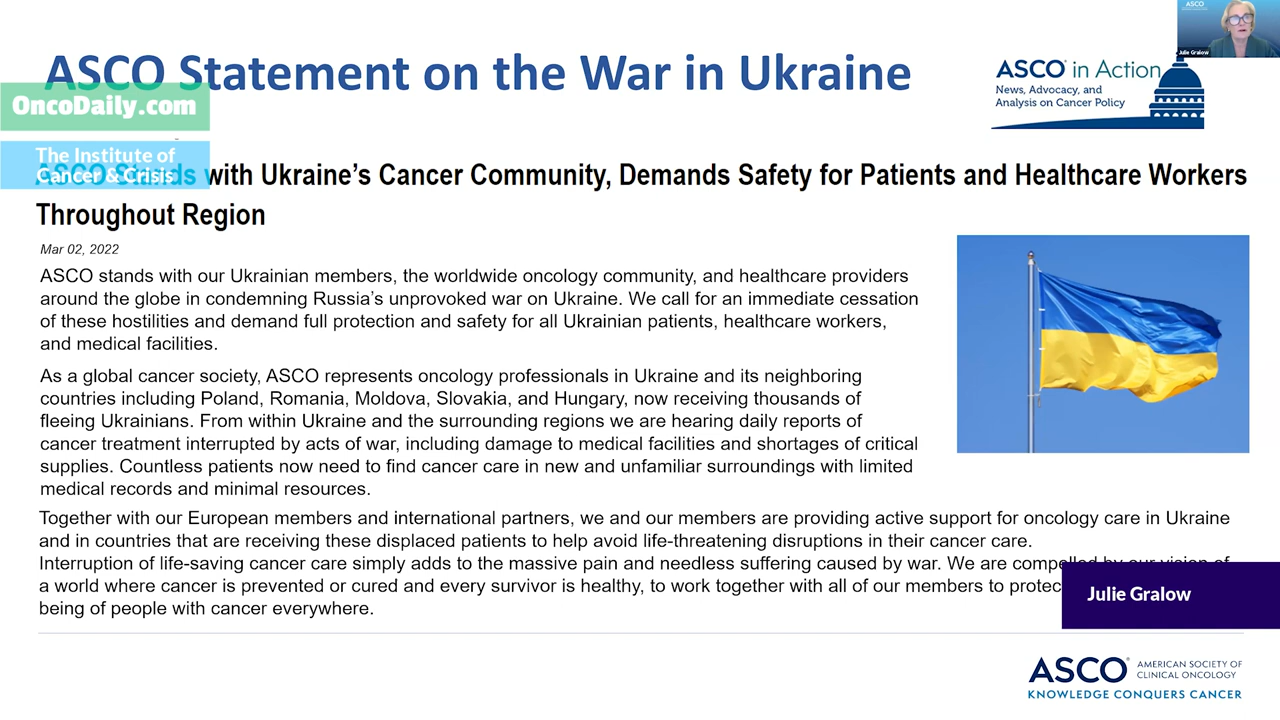 ASCO
Julie Gralow
ASCO Statement on the War in Ukraine
ASCO in Action
News, Advocacy, and
Analysis on Cancer Policy
OncoDaily.com
The Institute of
Cancer & Crisis
ASCO Stands with Ukraine's Cancer Community, Demands Safety for Patients and Healthcare Workers
Throughout Region
Mar 02, 2022
ASCO stands with our Ukrainian members, the worldwide oncology community, and healthcare providers
around the globe in condemning Russia's unprovoked war on Ukraine. We call for an immediate cessation
of these hostilities and demand full protection and safety for all Ukrainian patients, healthcare workers,
and medical facilities.
As a global cancer society, ASCO represents oncology professionals in Ukraine and its neighboring
countries including Poland, Romania, Moldova, Slovakia, and Hungary, now receiving thousands of
fleeing Ukrainians. From within Ukraine and the surrounding regions we are hearing daily reports of
cancer treatment interrupted by acts of war, including damage to medical facilities and shortages of critical
supplies. Countless patients now need to find cancer care in new and unfamiliar surroundings with limited
medical records and minimal resources.
Together with our European members and international partners, we and our members are providing active support for oncology care in Ukraine
and in countries that are receiving these displaced patients to help avoid life-threatening disruptions in their cancer care.
Interruption of life-saving cancer care simply adds to the massive pain and needless suffering caused by war. We are compelled by our vision of
a world where cancer is prevented or cured and every survivor is healthy, to work together with all of our members to protec
being of people with cancer everywhere.
Julie Gralow
ASCO AMERICAN SOCIETY OF
CLINICAL ONCOLOGY
KNOWLEDGE CONQUERS CANCER